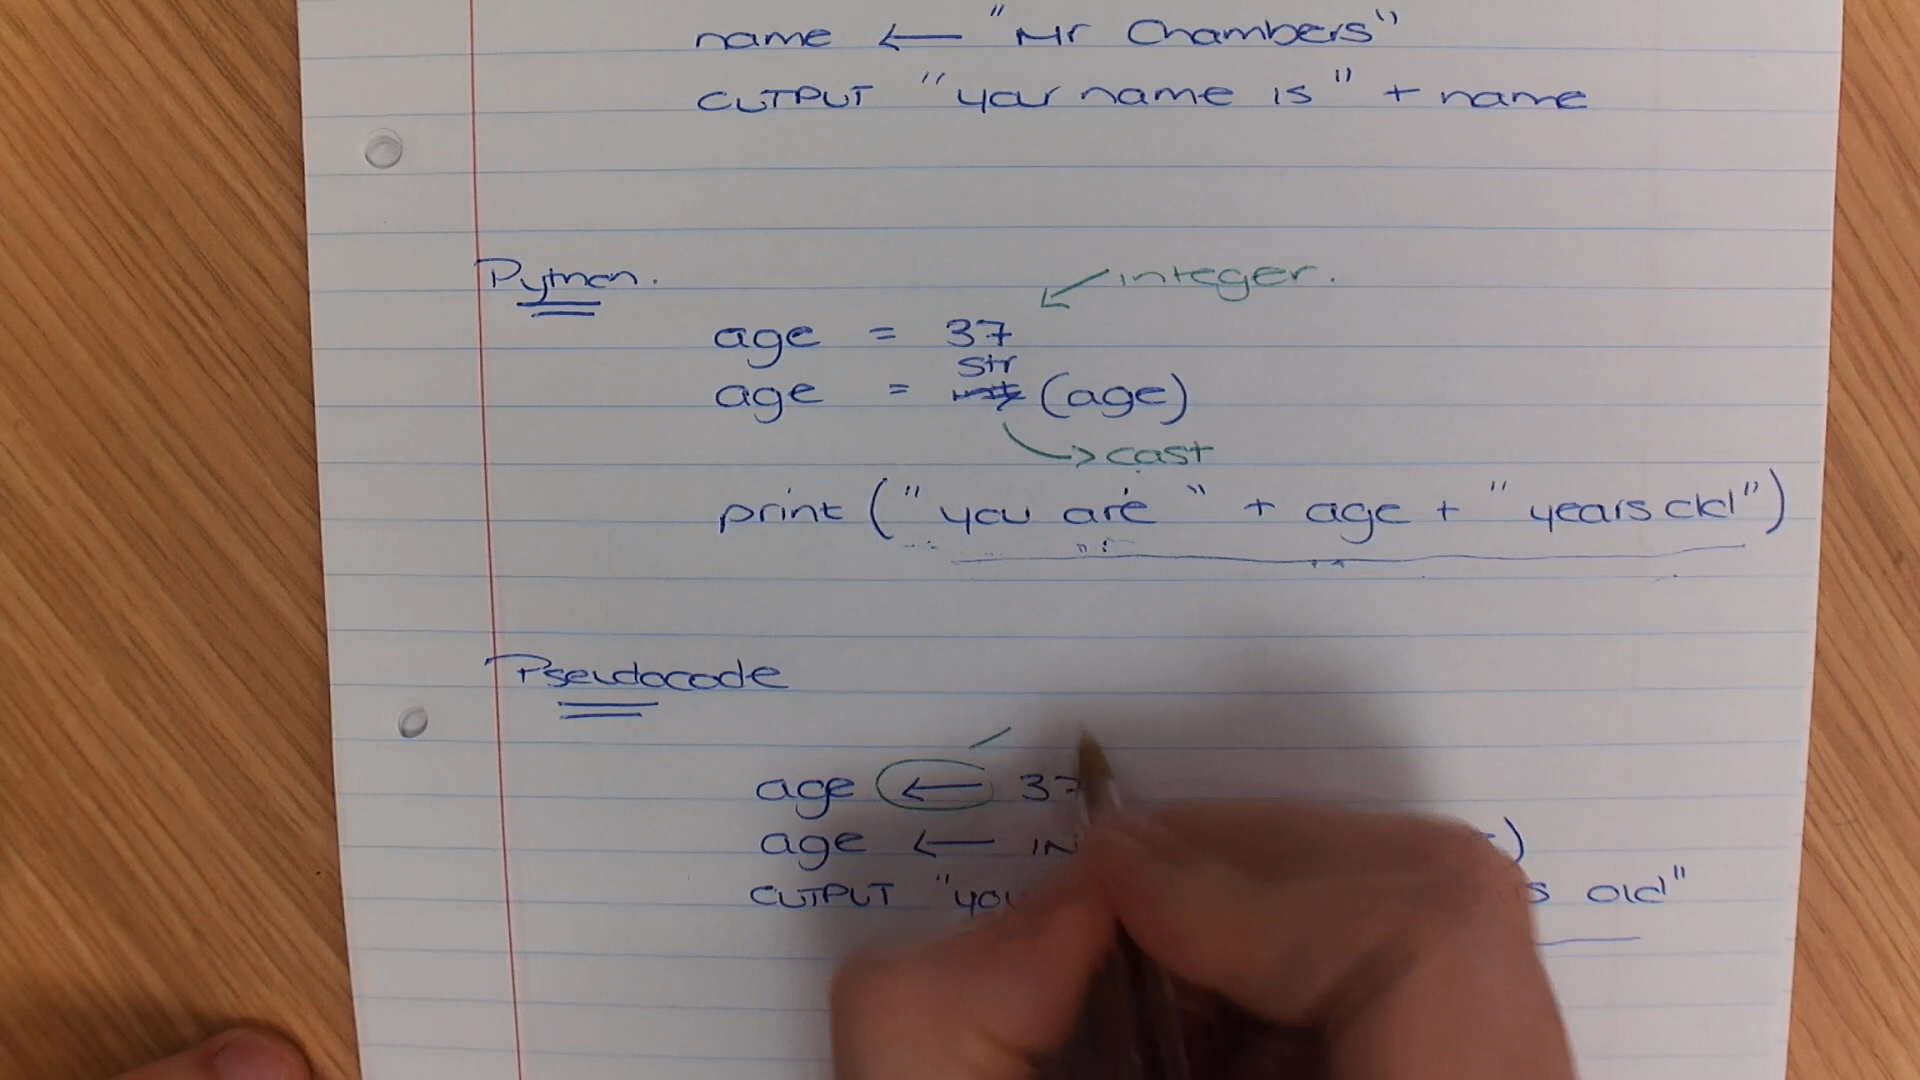 name ← "Mr Chambers"
OUTPUT "your name is" + name
Python.
integer.
age = 37
str
age = (age)
cast
print ("you are " + age + "years old")
Pseudocode
age ← 37
age ← IN )
OUTPUT "you s old"